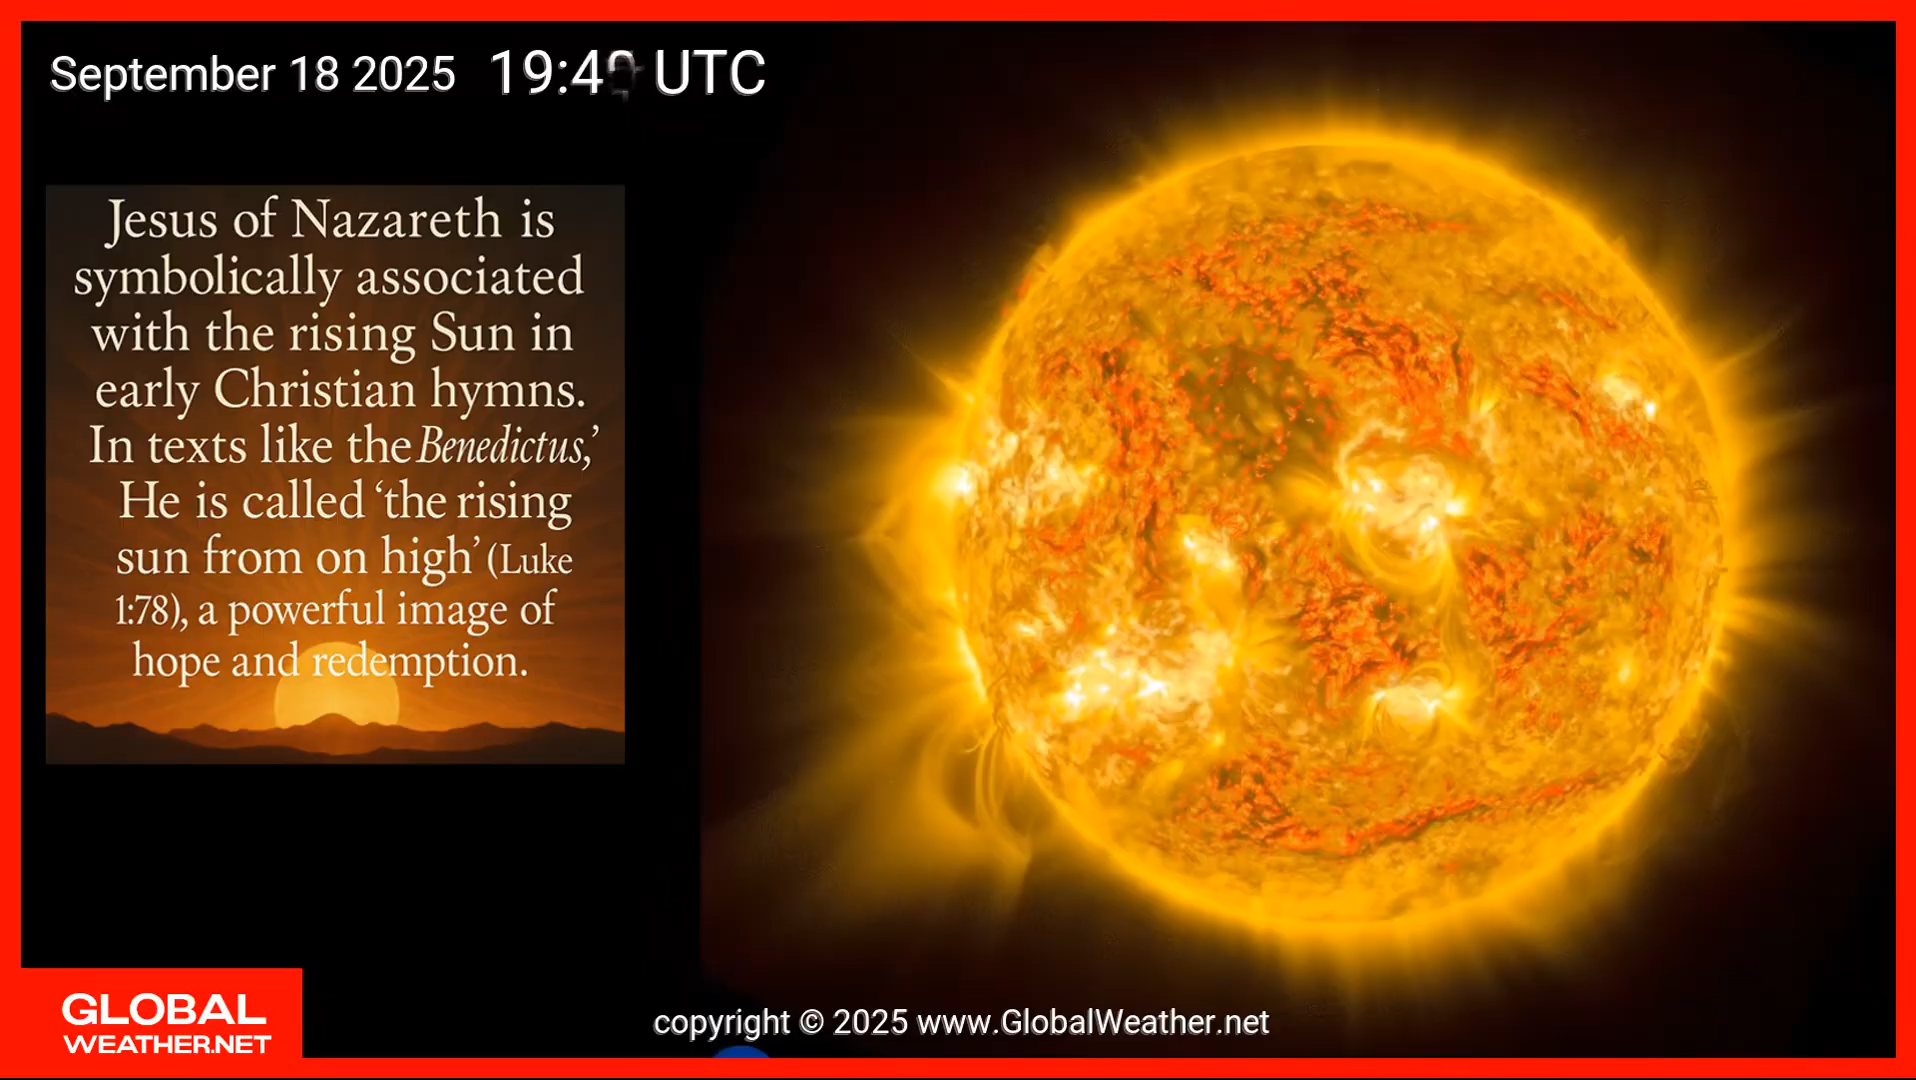 September 18 2025 UTC
Jesus of Nazareth is
symbolically associated
with the rising Sun in
early Christian hymns.
In texts like the Benedictus,’
He is called ‘the rising
sun from on high’ (Luke
1:78), a powerful image of
hope and redemption.
GLOBAL
WEATHER.NET
copyright © 2025 www.GlobalWeather.net